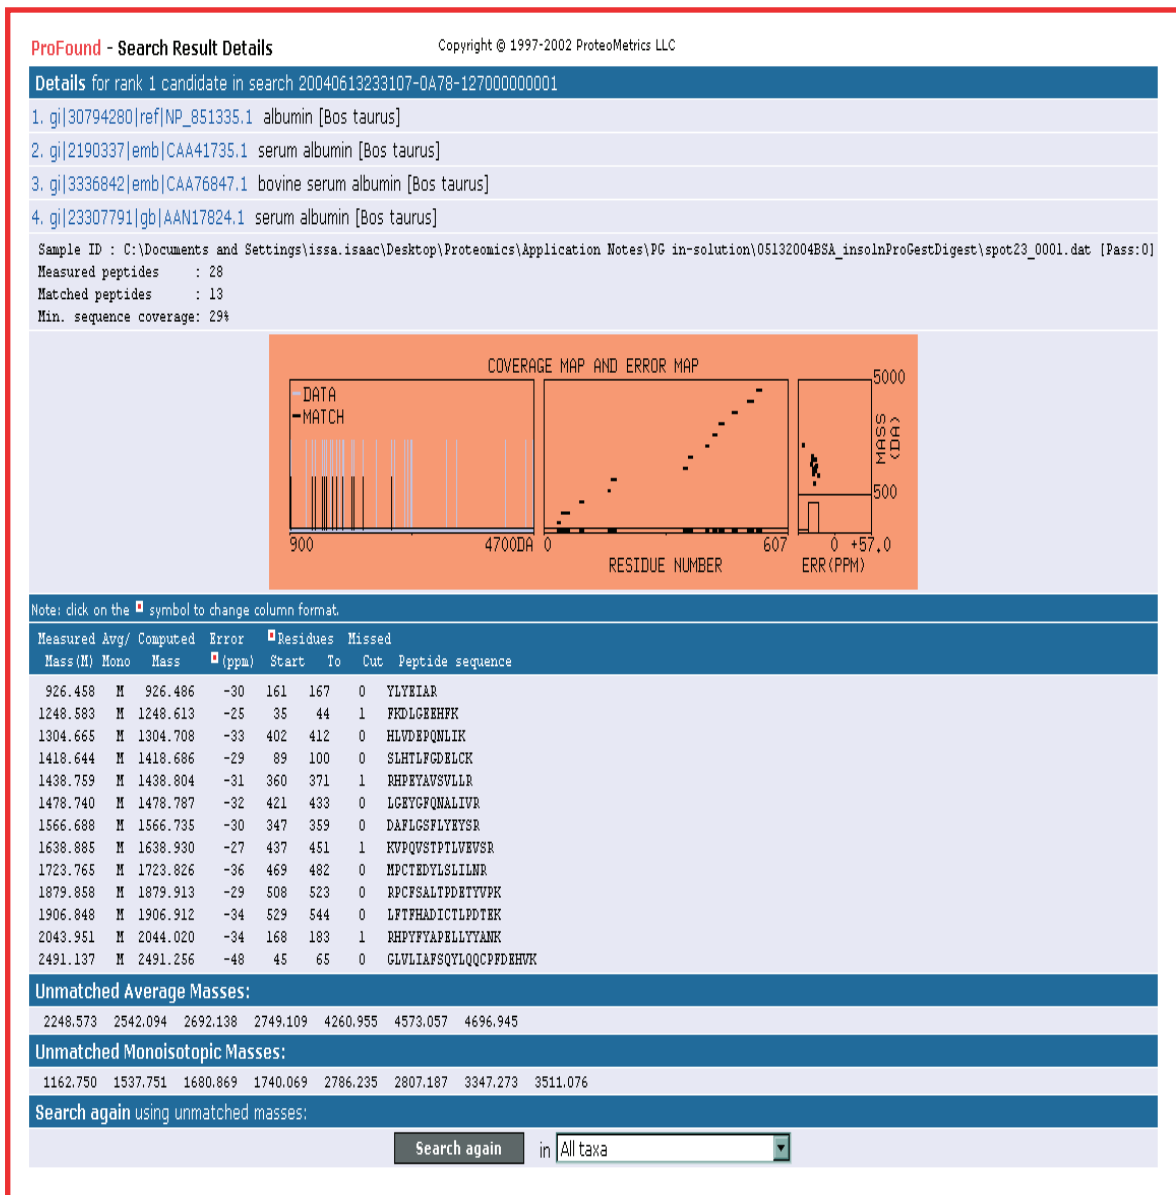 ProFound - Search Result Details Copyright © 1997-2002 ProteoMetrics LLC
Details for rank 1 candidate in search 20040613233107-0A78-127000000001
1. gi|30794280|ref|NP_851335.1 albumin [Bos taurus]
2. gi|2190337|emb|CAA41735.1 serum albumin [Bos taurus]
3. gi|3336842|emb|CAA76847.1 bovine serum albumin [Bos taurus]
4. gi|23307791|gb|AAN17824.1 serum albumin [Bos taurus]
Sample ID : C:\Documents and Settings\issa.isaac\Desktop\Proteomics\Application Notes\PG in-solution\05132004BSA_insolnProGestDigest\spot23_0001.dat [Pass:0]
Measured peptides : 28
Matched peptides : 13
Min. sequence coverage: 29%
COVERAGE MAP AND ERROR MAP
DATA
MATCH
5000
MASS (DA)
500
900 4700DA 0 607 0 +57.0
RESIDUE NUMBER ERR(PPM)
Note: click on the symbol to change column format.
Measured Avg/ Computed Error Residues Missed
Mass(M) Mono Mass (ppm) Start To Cut Peptide sequence
926.458 M 926.486 -30 161 167 0 YLYEIAR
1248.583 M 1248.613 -25 35 44 1 FKDLGEEHFK
1304.665 M 1304.708 -33 402 412 0 HLVDEPQNLIK
1418.644 M 1418.686 -29 89 100 0 SLHTLFGDELCK
1438.759 M 1438.804 -31 360 371 1 RHPEYAVSVLLR
1478.740 M 1478.787 -32 421 433 0 LGEYGFQNALIVR
1566.688 M 1566.735 -30 347 359 0 DAFLGSFLYEYSR
1638.885 M 1638.930 -27 437 451 1 KVPQVSTPTLVEVSR
1723.765 M 1723.826 -36 469 482 0 MPCTEDYLSLILNR
1879.858 M 1879.913 -29 508 523 0 RPCFSALTPDETYVPK
1906.848 M 1906.912 -34 529 544 0 LFTFHADICTLPDTEK
2043.951 M 2044.020 -34 168 183 1 RHPYFYAPELLYYANK
2491.137 M 2491.256 -48 45 65 0 GLVLIAFSQYLQQCPFDEHVK
Unmatched Average Masses:
2248.573 2542.094 2692.138 2749.109 4260.955 4573.057 4696.945
Unmatched Monoisotopic Masses:
1162.750 1537.751 1680.869 1740.069 2786.235 2807.187 3347.273 3511.076
Search again using unmatched masses:
Search again in All taxa